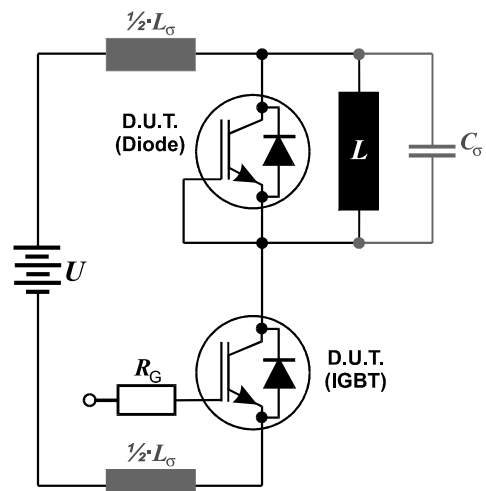 ½·Lσ
D.U.T.
(Diode)
L
Cσ
U
RG
D.U.T.
(IGBT)
½·Lσ